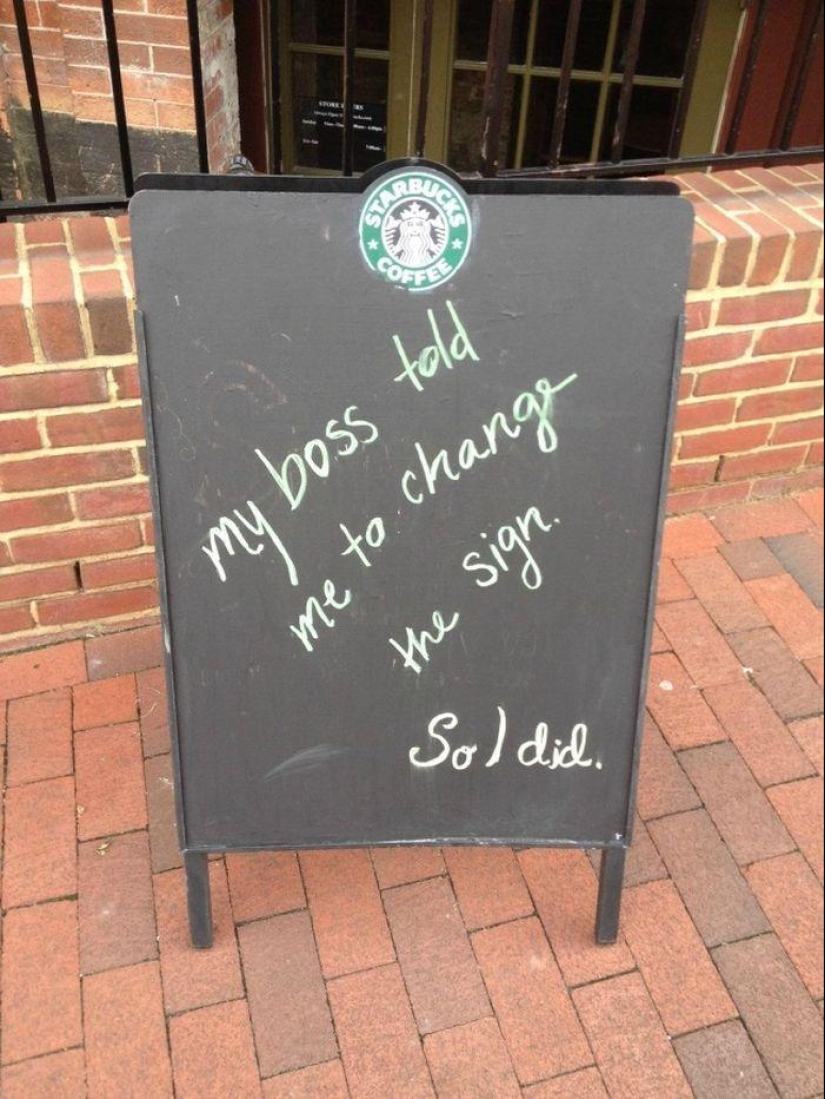 STARBUCKS
COFFEE
my boss told
me to change
the sign.
So I did.